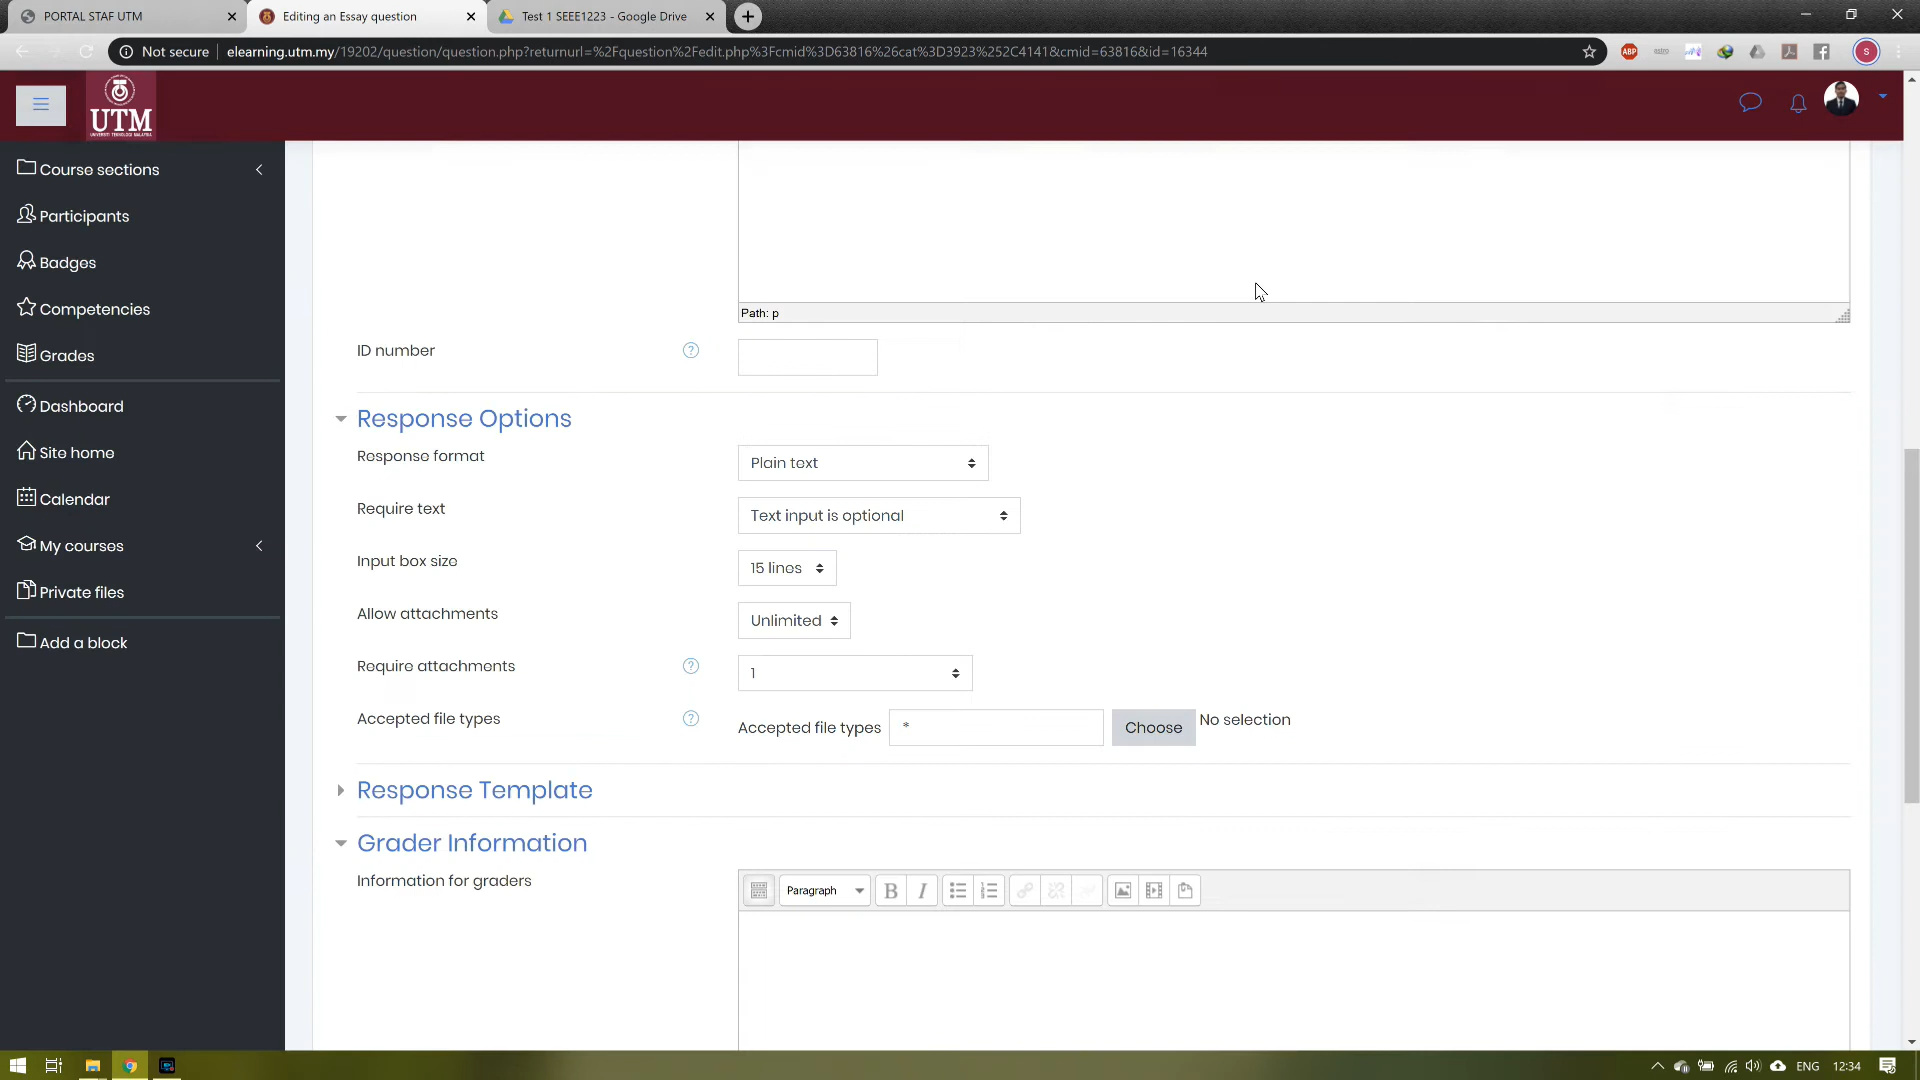 PORTAL STAF UTM
Editing an Essay question
Test 1 SEEE1223 - Google Drive
Not secure
elearning.utm.my/19202/question/question.php?returnurl=%2Fquestion%2Fedit.php%3Fcmid%3D63816%26cat%3D3923%252C4141&cmid=63816&id=16344
ABP
S
UTM
UNIVERSITI TEKNOLOGI MALAYSIA
Course sections
Participants
Badges
Competencies
Grades
Dashboard
Site home
Calendar
My courses
Private files
Add a block
Path: p
ID number
Response Options
Response format
Plain text
Require text
Text input is optional
Input box size
15 lines
Allow attachments
Unlimited
Require attachments
1
Accepted file types
Accepted file types
*
Choose
No selection
Response Template
Grader Information
Information for graders
Paragraph
B
I
ENG
12:34